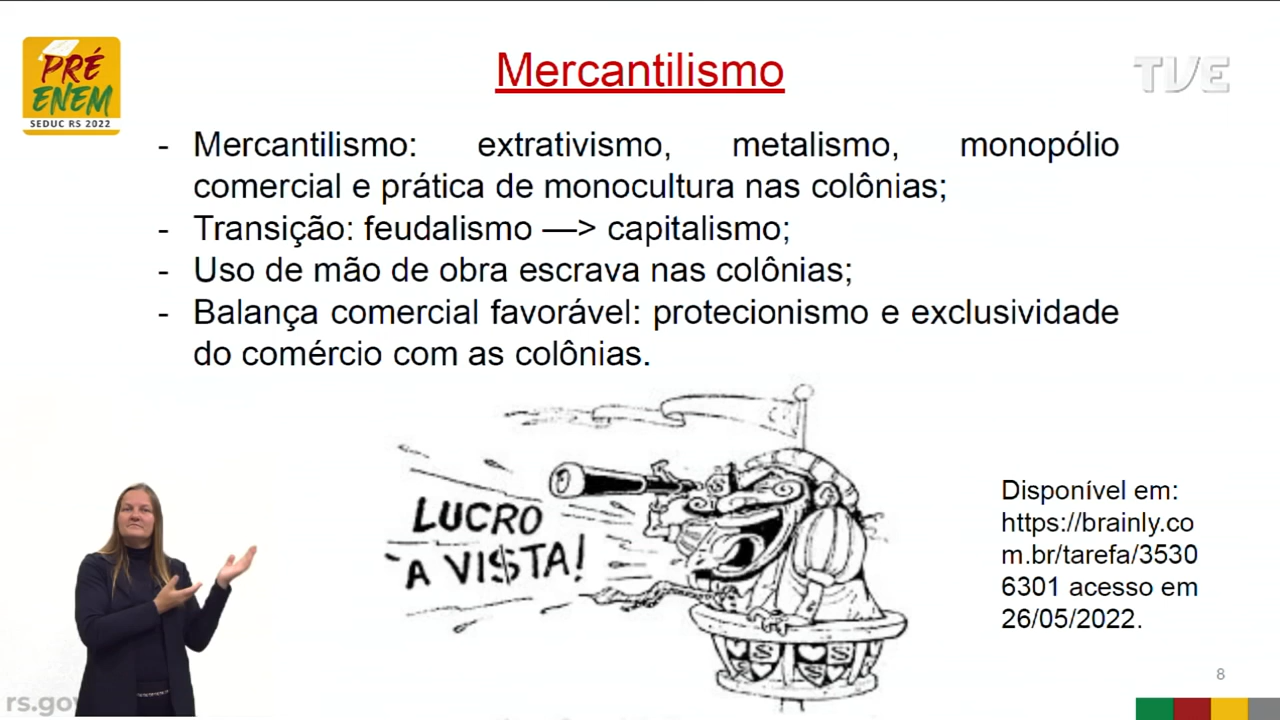 PRÉ
ENEM
SEDUC RS 2022
Mercantilismo
TVE
- Mercantilismo: extrativismo, metalismo, monopólio
comercial e prática de monocultura nas colônias;
- Transição: feudalismo —> capitalismo;
- Uso de mão de obra escrava nas colônias;
- Balança comercial favorável: protecionismo e exclusividade
do comércio com as colônias.
LUCRO
À VI$TA!
Disponível em:
https://brainly.co
m.br/tarefa/3530
6301 acesso em
26/05/2022.
8
rs.gov